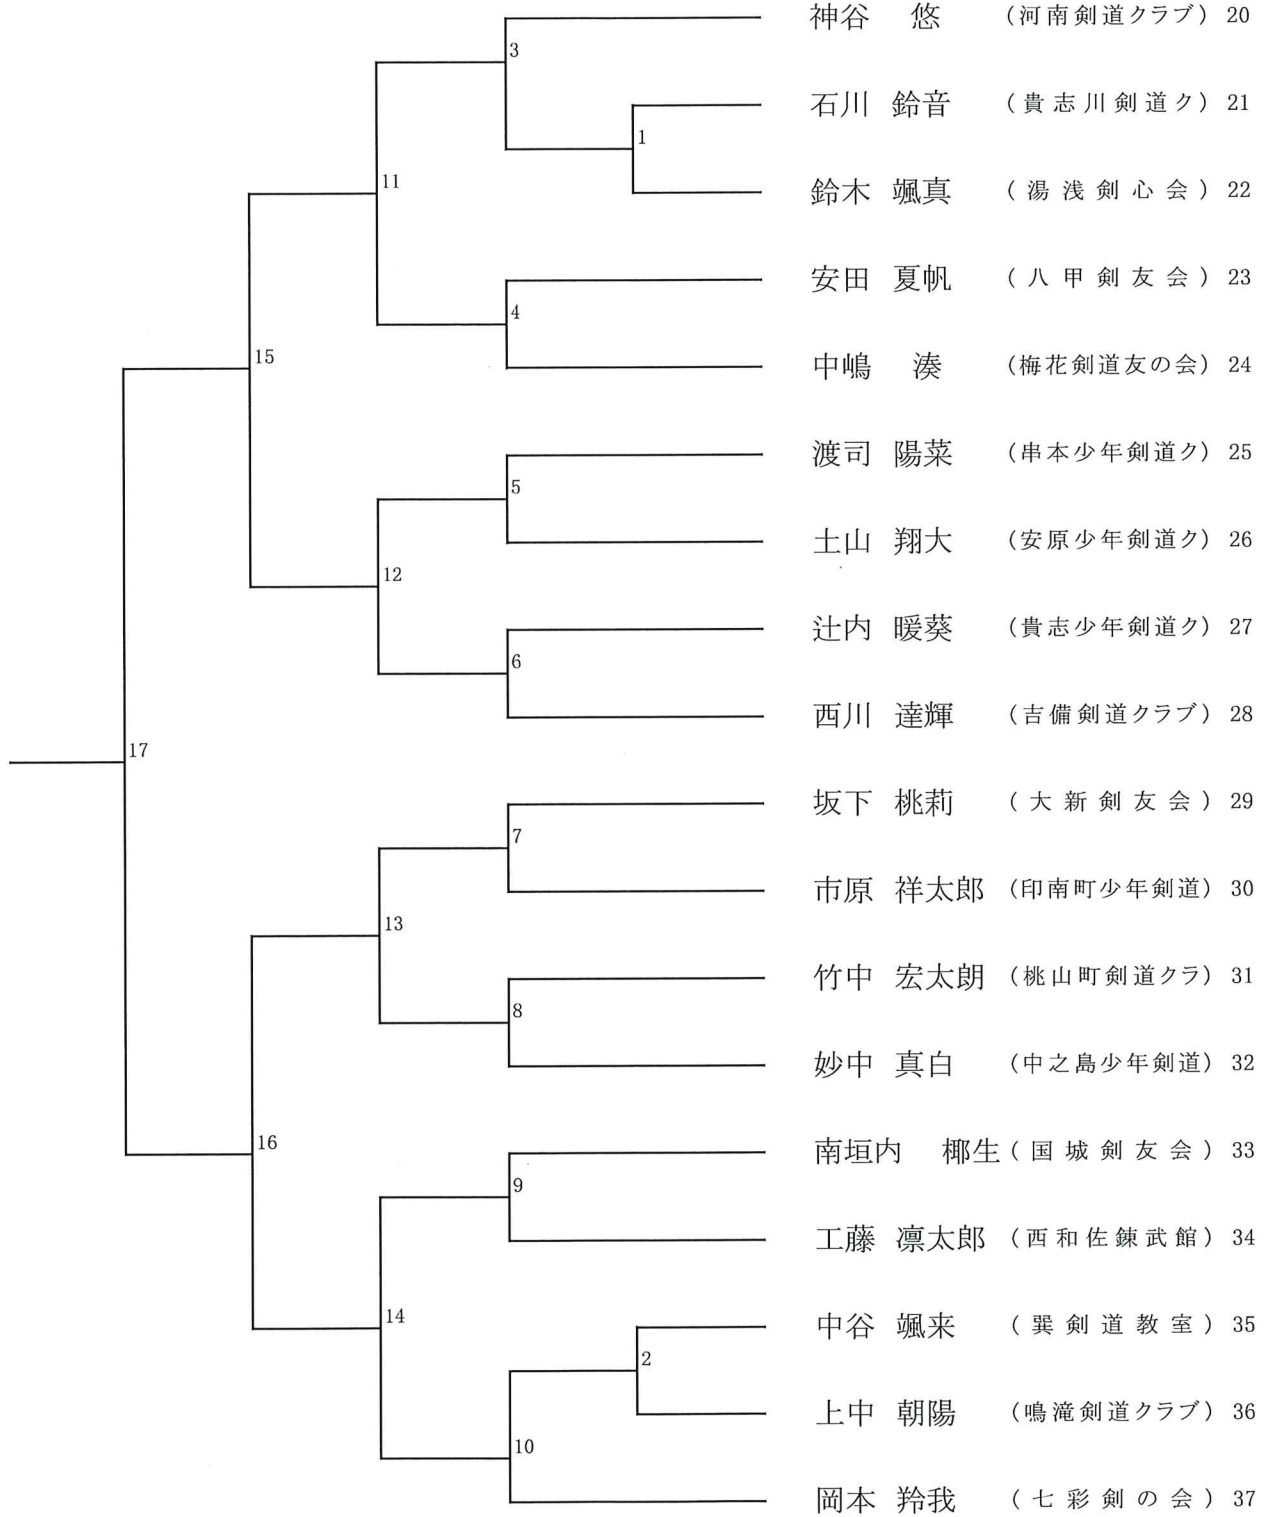 神谷 悠 (河南剣道クラブ) 20
3
石川 鈴音 (貴志川剣道ク) 21
1
11
鈴木 颯真 (湯浅剣心会) 22
安田 夏帆 (八甲剣友会) 23
4
15
中嶋 湊 (梅花剣道友の会) 24
渡司 陽菜 (串本少年剣道ク) 25
5
土山 翔大 (安原少年剣道ク) 26
12
辻内 暖葵 (貴志少年剣道ク) 27
6
西川 達輝 (吉備剣道クラブ) 28
17
坂下 桃莉 (大新剣友会) 29
7
市原 祥太郎 (印南町少年剣道) 30
13
竹中 宏太朗 (桃山町剣道クラ) 31
8
妙中 真白 (中之島少年剣道) 32
16
南垣内 椰生 (国城剣友会) 33
9
工藤 凛太郎 (西和佐錬武館) 34
14
中谷 颯来 (巽剣道教室) 35
2
上中 朝陽 (鳴滝剣道クラブ) 36
10
岡本 羚我 (七彩剣の会) 37